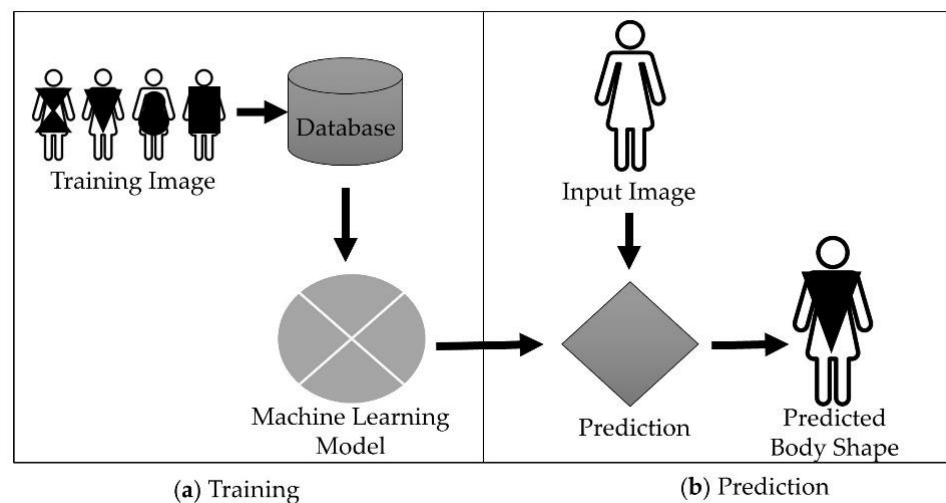 Database
Training Image
Machine Learning
Model
Input Image
Prediction
Predicted
Body Shape
(a) Training
(b) Prediction